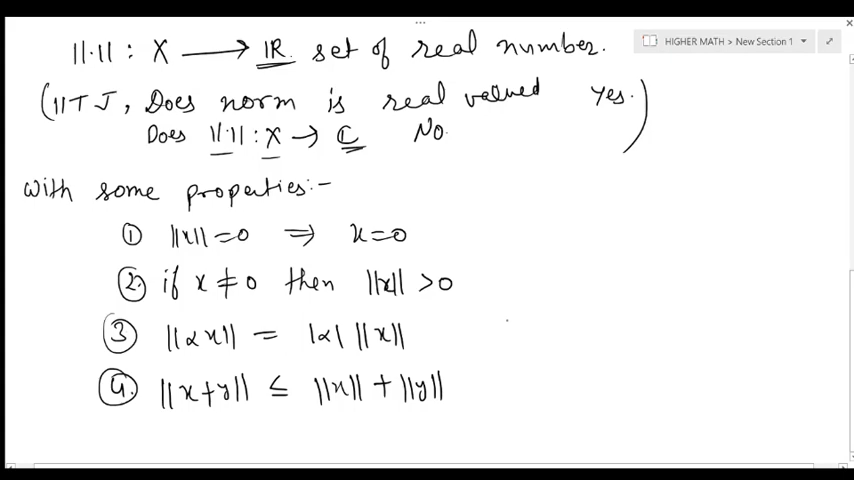 ||·|| : X ⟶ IR set of real number.
HIGHER MATH > New Section 1
(IITJ, Does norm is real valued Yes.
Does ||·|| : X → ℂ No.)
with some properties:-
① ||x||=0 ⇒ x=0
② if x ≠ 0 then ||x|| >0
③ ||αx|| = |α| ||x||
④. ||x+y|| ≤ ||x|| + ||y||